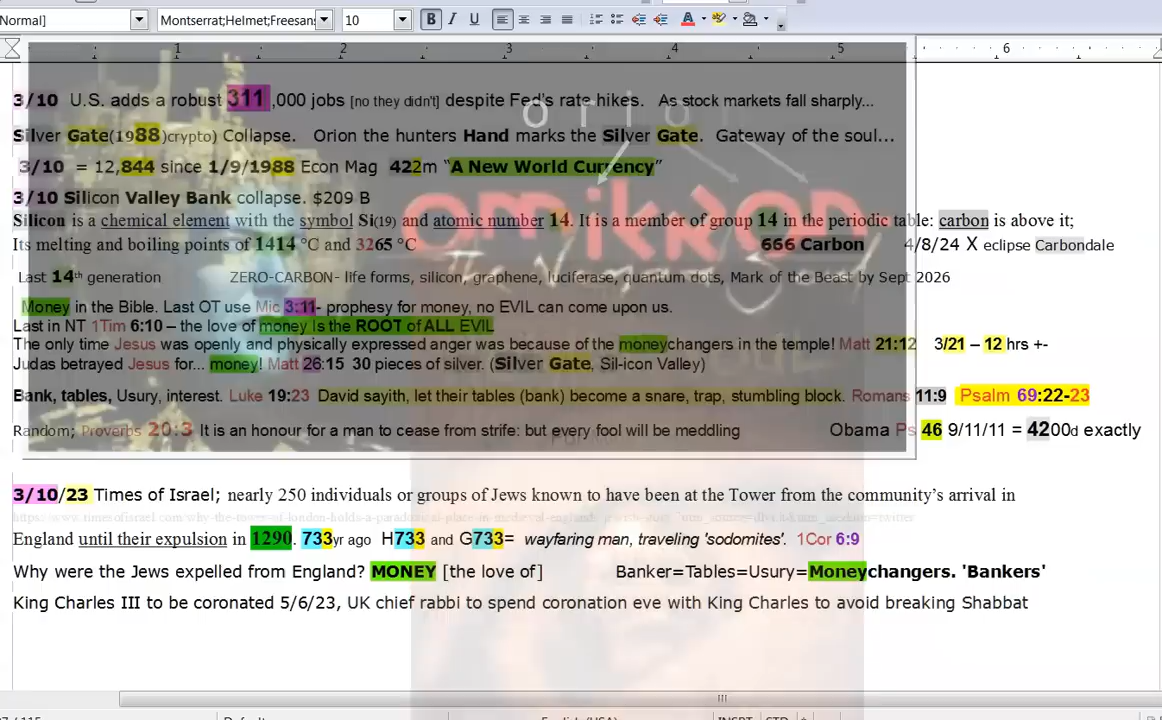 Normal]
Montserrat;Helmet;Freesans
10
B I U
1 2 3 4 5 6
3/10 U.S. adds a robust 311,000 jobs [no they didn't] despite Fed's rate hikes. As stock markets fall sharply...
orion
Silver Gate(1988)crypto) Collapse. Orion the hunters Hand marks the Silver Gate. Gateway of the soul...
3/10 = 12,844 since 1/9/1988 Econ Mag 422m "A New World Currency"
3/10 Silicon Valley Bank collapse. $209 B
omikron
Silicon is a chemical element with the symbol Si(19) and atomic number 14. It is a member of group 14 in the periodic table: carbon is above it;
Its melting and boiling points of 1414 °C and 3265 °C 666 Carbon 4/8/24 X eclipse Carbondale
Last 14th generation ZERO-CARBON- life forms, silicon, graphene, luciferase, quantum dots, Mark of the Beast by Sept 2026
Money in the Bible. Last OT use Mic 3:11- prophesy for money, no EVIL can come upon us.
Last in NT 1Tim 6:10 – the love of money Is the ROOT of ALL EVIL
The only time Jesus was openly and physically expressed anger was because of the moneychangers in the temple! Matt 21:12 3/21 – 12 hrs +-
Judas betrayed Jesus for... money! Matt 26:15 30 pieces of silver. (Silver Gate, Sil-icon Valley)
Bank, tables, Usury, interest. Luke 19:23 David sayith, let their tables (bank) become a snare, trap, stumbling block. Romans 11:9 Psalm 69:22-23
Random; Proverbs 20:3 It is an honour for a man to cease from strife: but every fool will be meddling Obama Ps 46 9/11/11 = 4200d exactly
3/10/23 Times of Israel; nearly 250 individuals or groups of Jews known to have been at the Tower from the community's arrival in
England until their expulsion in 1290. 733yr ago H733 and G733= wayfaring man, traveling 'sodomites'. 1Cor 6:9
Why were the Jews expelled from England? MONEY [the love of] Banker=Tables=Usury=Moneychangers. 'Bankers'
King Charles III to be coronated 5/6/23, UK chief rabbi to spend coronation eve with King Charles to avoid breaking Shabbat